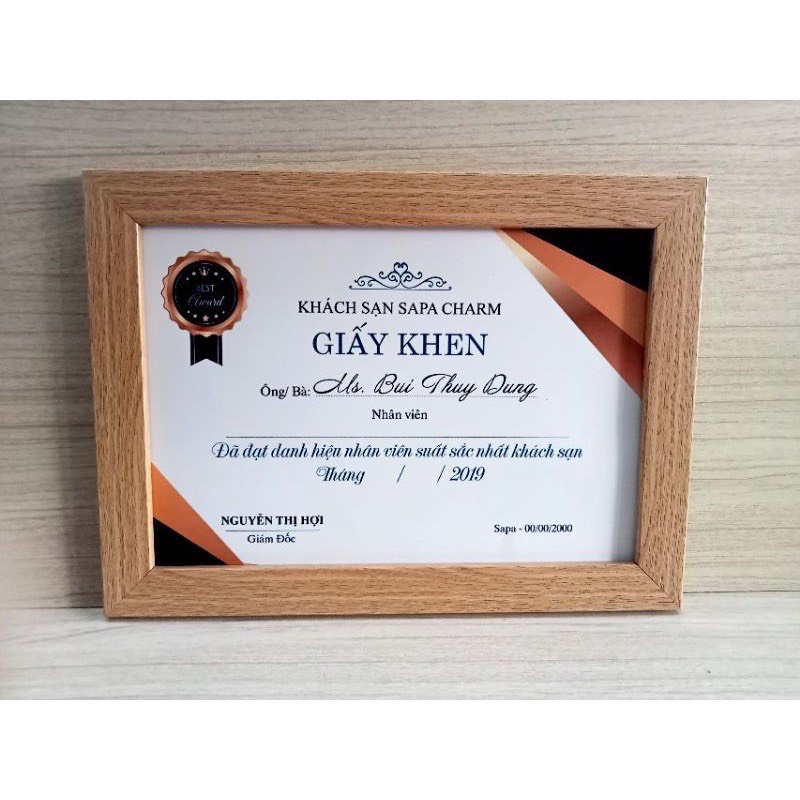 BEST
Award
KHÁCH SẠN SAPA CHARM
GIẤY KHEN
Ông/ Bà: Ms. Bui Thuy Dung
Nhân viên
Đã đạt danh hiệu nhân viên suất sắc nhất khách sạn
Tháng / / 2019
NGUYỄN THỊ HỢI
Giám Đốc
Sapa - 00/00/2000